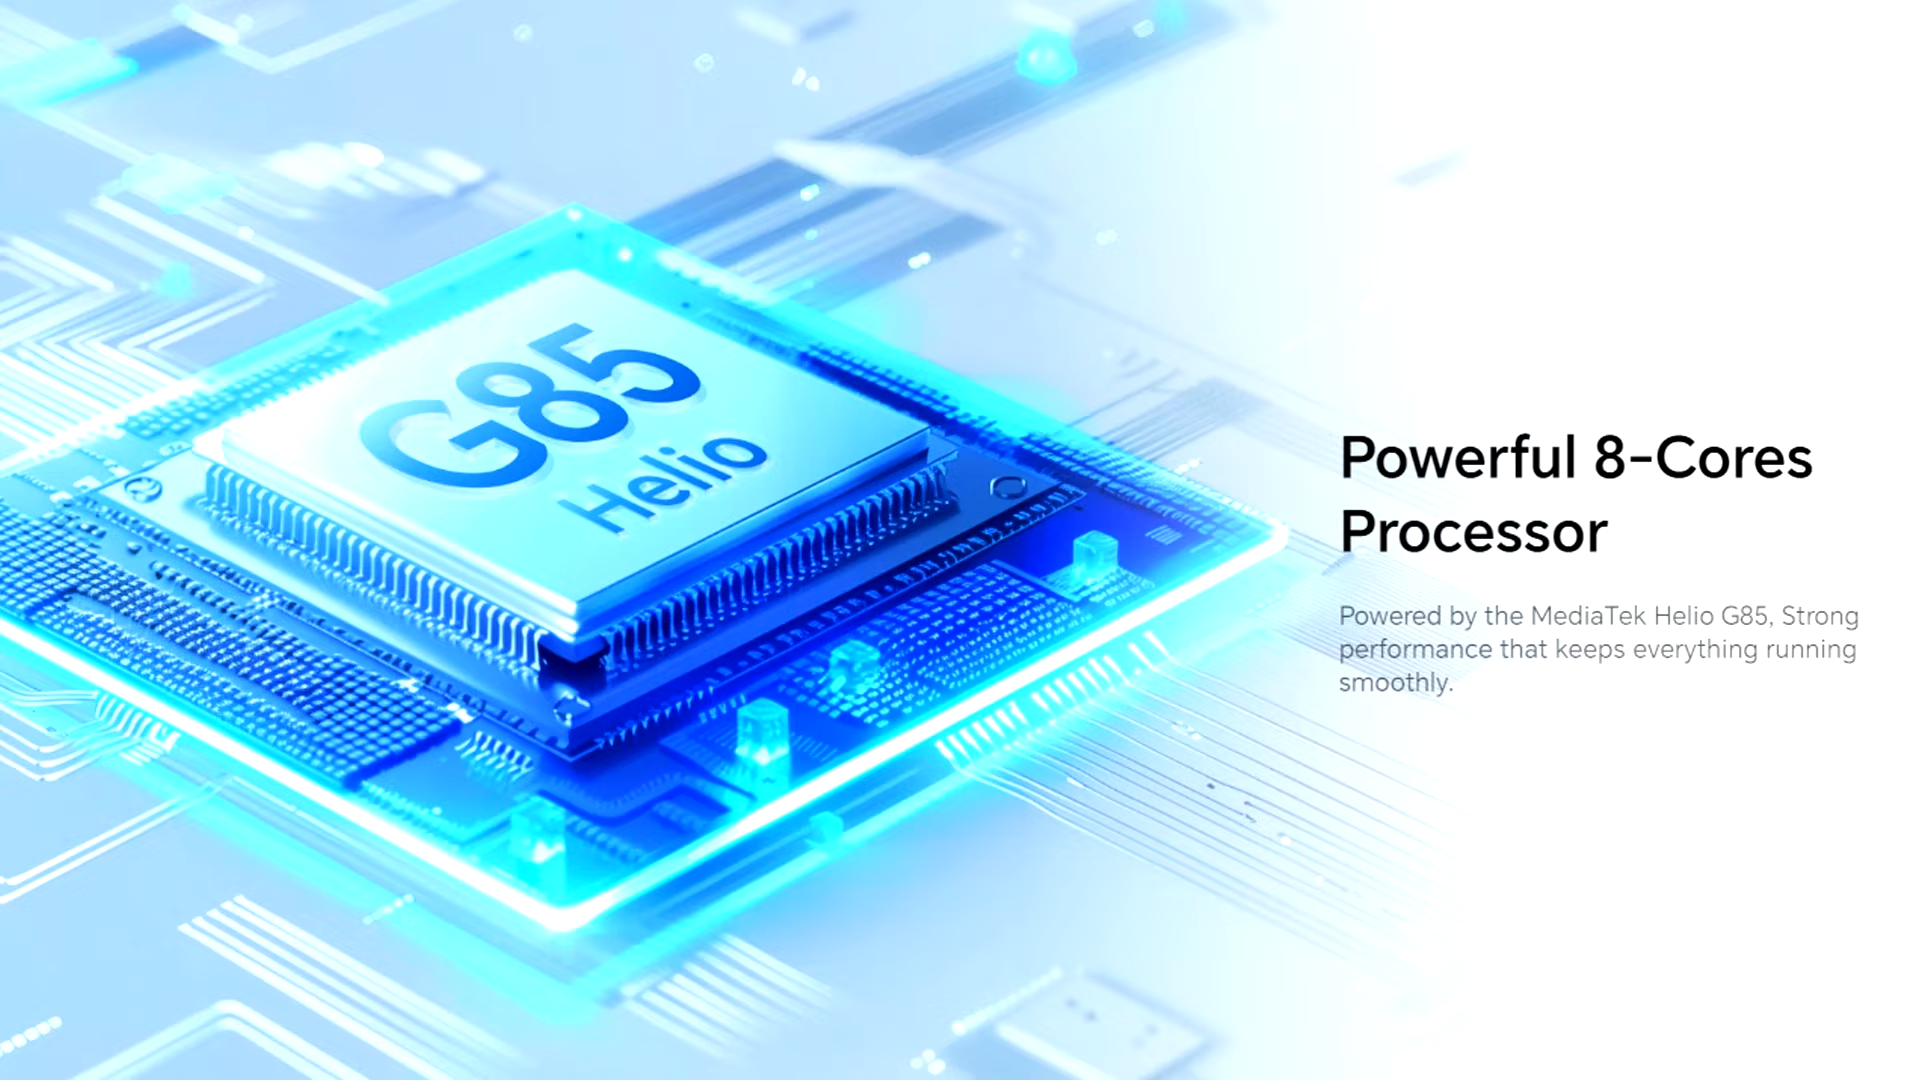 G85
Helio
Powerful 8-Cores
Processor
Powered by the MediaTek Helio G85, Strong
performance that keeps everything running
smoothly.